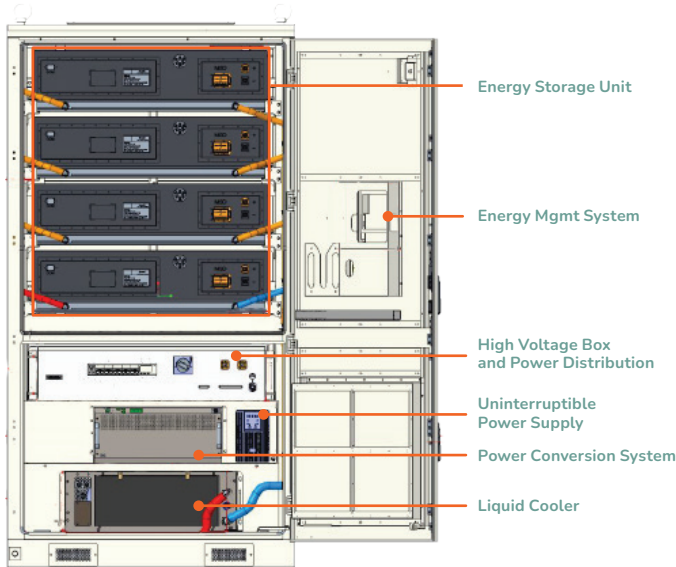 Energy Storage Unit
Energy Mgmt System
High Voltage Box
and Power Distribution
Uninterruptible
Power Supply
Power Conversion System
Liquid Cooler